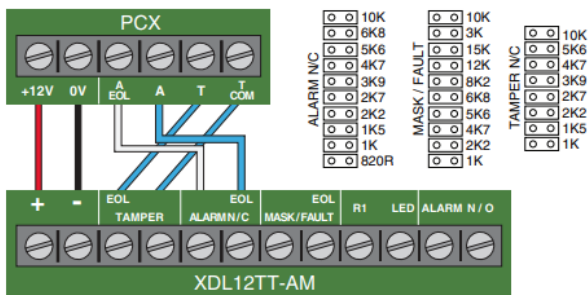 PCX
+12V 0V A EOL A T T COM
ALARM N/C
10K
6K8
5K6
4K7
3K9
2K7
2K2
1K5
1K
820R
MASK / FAULT
10K
3K
15K
12K
8K2
6K8
5K6
4K7
2K2
1K
TAMPER N/C
10K
5K6
4K7
3K9
2K7
2K2
1K5
1K
+ - EOL EOL EOL
TAMPER ALARM N/C MASK/FAULT R1 LED ALARM N/O
XDL12TT-AM